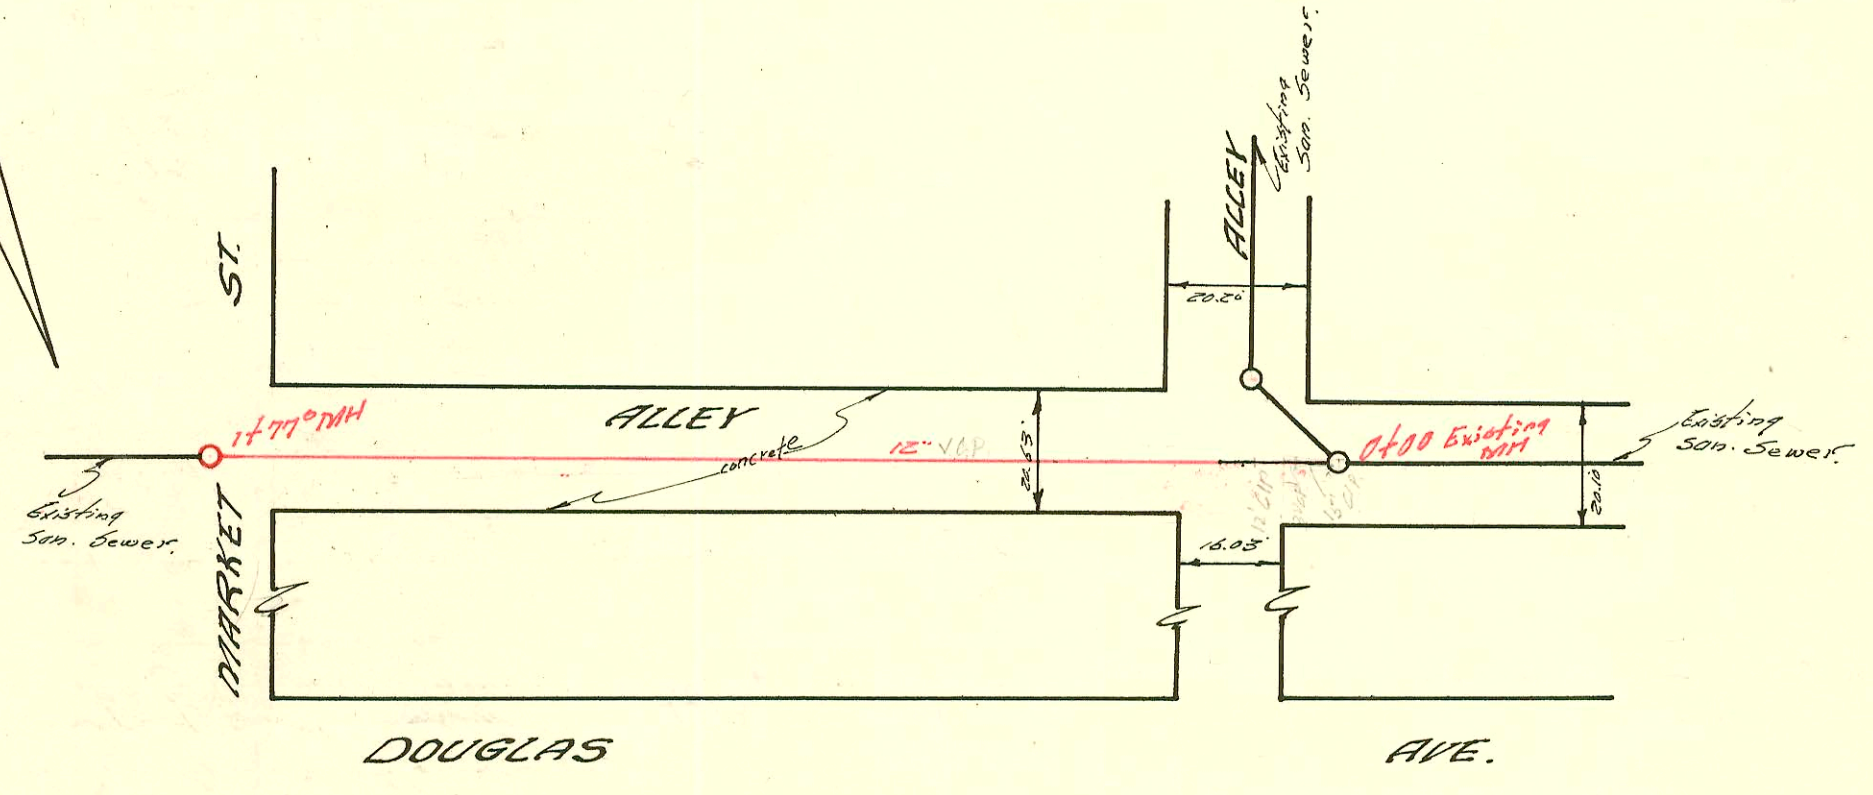 Existing
San. Sewer.
ALLEY
ST.
20.20
1+77⁰ MH
ALLEY
concrete
12" VCP
20.63'
0+00 Existing
MH
Existing
San. Sewer.
20.10
Existing
San. Sewer.
MARKET
16.03'
DOUGLAS AVE.